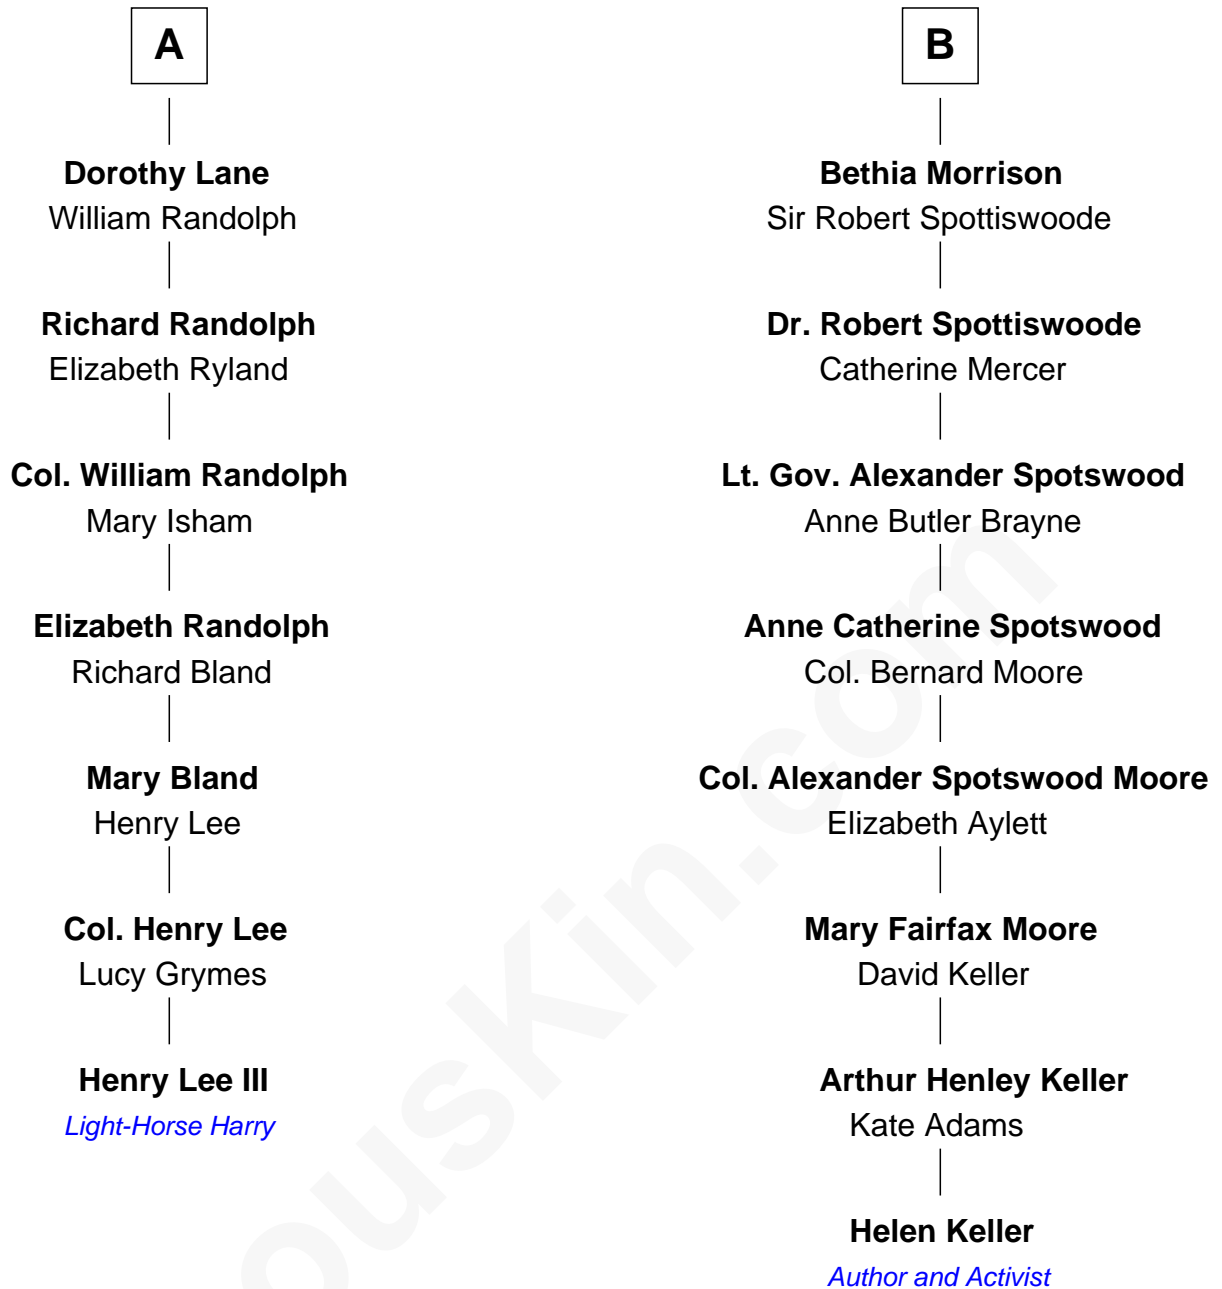 A
Dorothy Lane
William Randolph
Richard Randolph
Elizabeth Ryland
Col. William Randolph
Mary Isham
Elizabeth Randolph
Richard Bland
Mary Bland
Henry Lee
Col. Henry Lee
Lucy Grymes
Henry Lee III
Light-Horse Harry
B
Bethia Morrison
Sir Robert Spottiswoode
Dr. Robert Spottiswoode
Catherine Mercer
Lt. Gov. Alexander Spotswood
Anne Butler Brayne
Anne Catherine Spotswood
Col. Bernard Moore
Col. Alexander Spotswood Moore
Elizabeth Aylett
Mary Fairfax Moore
David Keller
Arthur Henley Keller
Kate Adams
Helen Keller
Author and Activist
ousKin.com